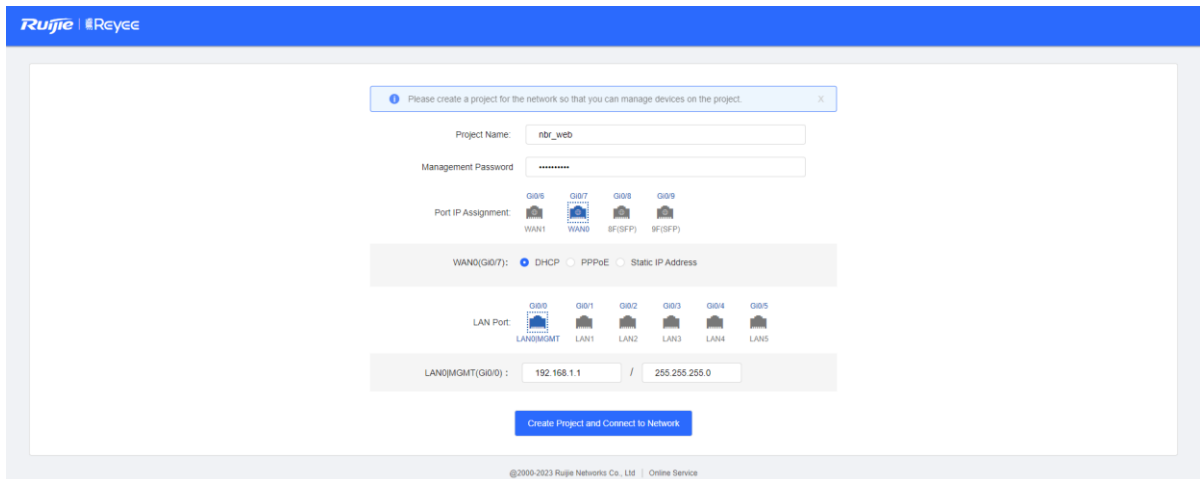 Ruijie | Reyee
Please create a project for the network so that you can manage devices on the project. X
Project Name: nbr_web
Management Password ••••••••••
Gi0/6 Gi0/7 Gi0/8 Gi0/9
Port IP Assignment:
WAN1 WAN0 8F(SFP) 9F(SFP)
WAN0(Gi0/7): DHCP PPPoE Static IP Address
Gi0/0 Gi0/1 Gi0/2 Gi0/3 Gi0/4 Gi0/5
LAN Port:
LAN0|MGMT LAN1 LAN2 LAN3 LAN4 LAN5
LAN0|MGMT(Gi0/0) : 192.168.1.1 / 255.255.255.0
Create Project and Connect to Network
@2000-2023 Ruijie Networks Co., Ltd | Online Service